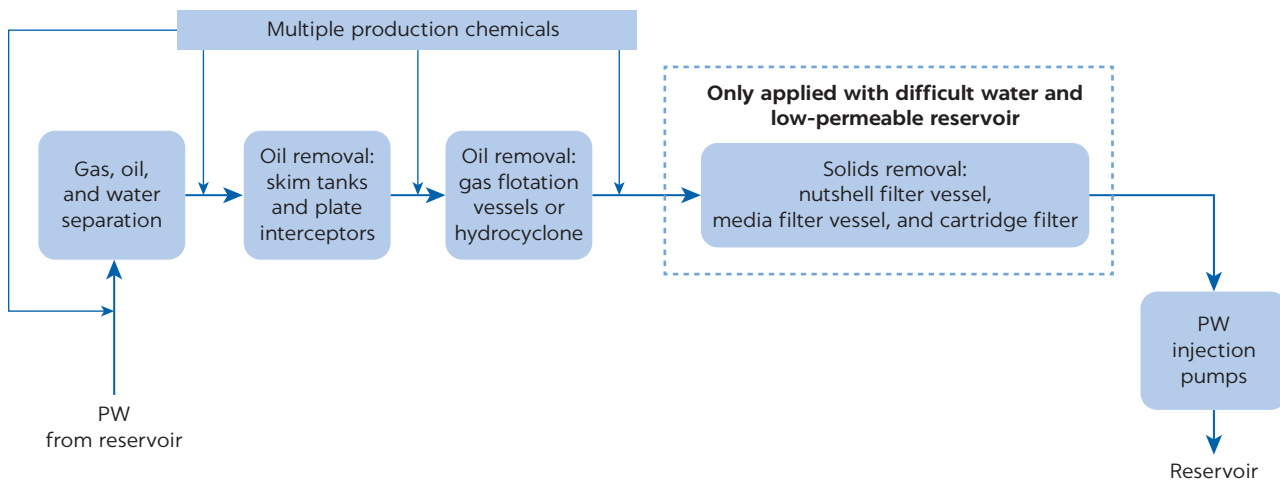 Multiple production chemicals
Only applied with difficult water and
low-permeable reservoir
Gas, oil,
and water
separation
Oil removal:
skim tanks
and plate
interceptors
Oil removal:
gas flotation
vessels or
hydrocyclone
Solids removal:
nutshell filter vessel,
media filter vessel, and cartridge filter
PW
injection
pumps
PW
from reservoir
Reservoir